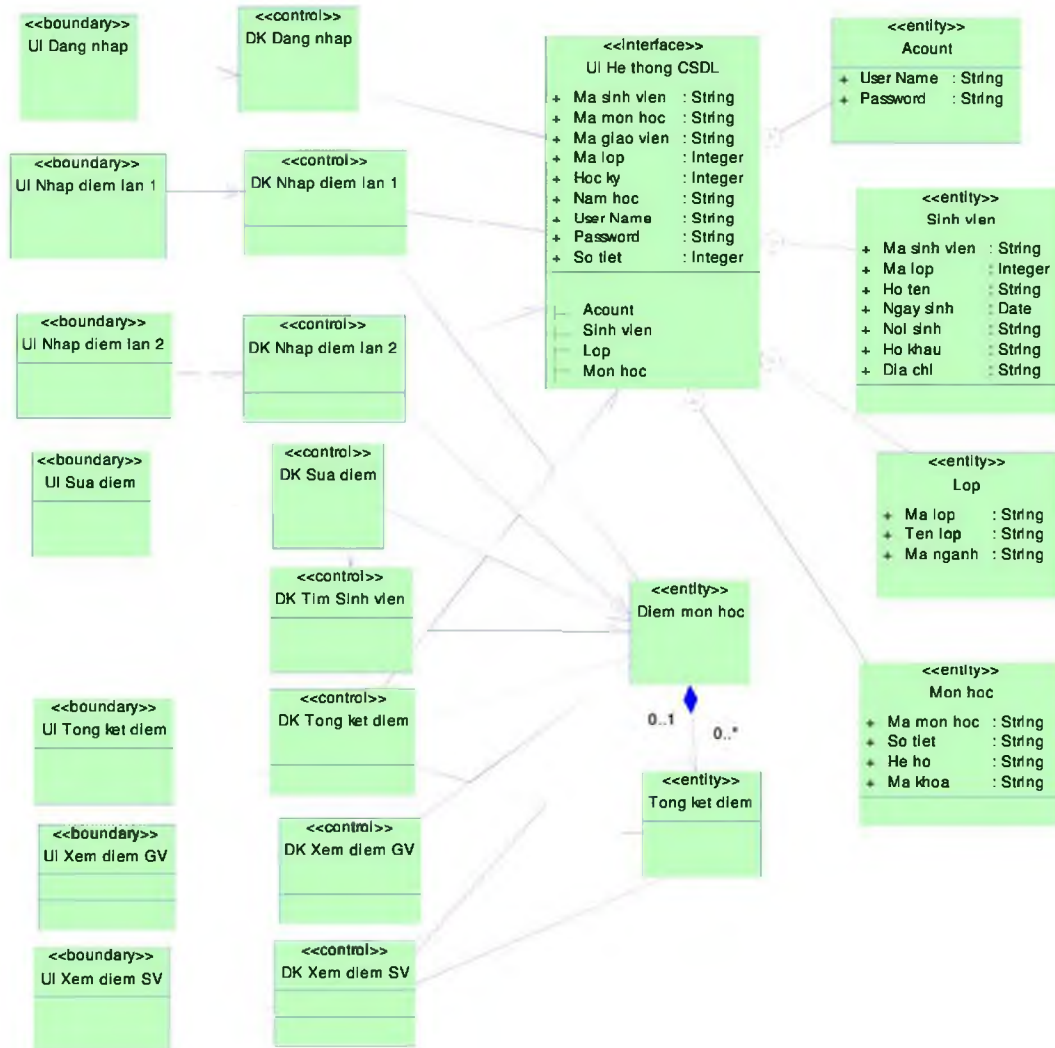 <<boundary>>
UI Dang nhap
<<control>>
DK Dang nhap
<<Interface>>
UI He thong CSDL
+ Ma sinh vien : String
+ Ma mon hoc : String
+ Ma giao vien : String
+ Ma lop : Integer
+ Hoc ky : Integer
+ Nam hoc : String
+ User Name : String
+ Password : String
+ So tiet : Integer
Acount
Sinh vien
Lop
Mon hoc
<<entity>>
Acount
+ User Name : String
+ Password : String
<<boundary>>
UI Nhap diem lan 1
<<control>>
DK Nhap diem lan 1
<<entity>>
Sinh vien
+ Ma sinh vien : String
+ Ma lop : Integer
+ Ho ten : String
+ Ngay sinh : Date
+ Noi sinh : String
+ Ho khau : String
+ Dia chi : String
<<boundary>>
UI Nhap diem lan 2
<<control>>
DK Nhap diem lan 2
<<boundary>>
UI Sua diem
<<control>>
DK Sua diem
<<entity>>
Lop
+ Ma lop : String
+ Ten lop : String
+ Ma nganh : String
<<control>>
DK Tim Sinh vien
<<entity>>
Diem mon hoc
0..1
0..*
<<entity>>
Mon hoc
+ Ma mon hoc : String
+ So tiet : String
+ He ho : String
+ Ma khoa : String
<<boundary>>
UI Tong ket diem
<<control>>
DK Tong ket diem
<<entity>>
Tong ket diem
<<boundary>>
UI Xem diem GV
<<control>>
DK Xem diem GV
<<boundary>>
UI Xem diem SV
<<control>>
DK Xem diem SV